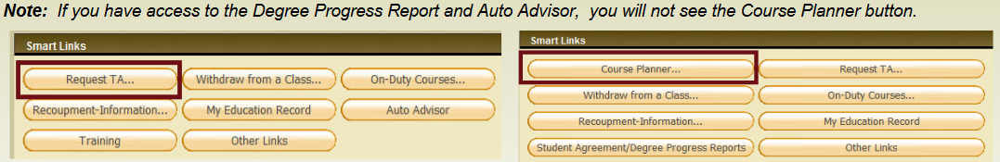 Note: If you have access to the Degree Progress Report and Auto Advisor, you will not see the Course Planner button.
Smart Links
Request TA... Withdraw from a Class... On-Duty Courses...
Recoupment-Information... My Education Record Auto Advisor
Training Other Links
Smart Links
Course Planner... Request TA...
Withdraw from a Class... On-Duty Courses...
Recoupment-Information... My Education Record
Student Agreement/Degree Progress Reports Other Links